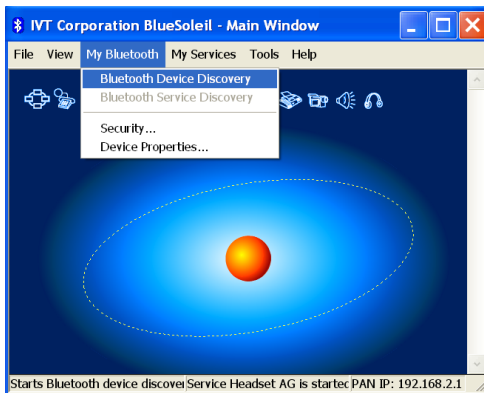 IVT Corporation BlueSoleil - Main Window
File View My Bluetooth My Services Tools Help
Bluetooth Device Discovery
Bluetooth Service Discovery
Security...
Device Properties...
Starts Bluetooth device discove Service Headset AG is startec PAN IP: 192.168.2.1